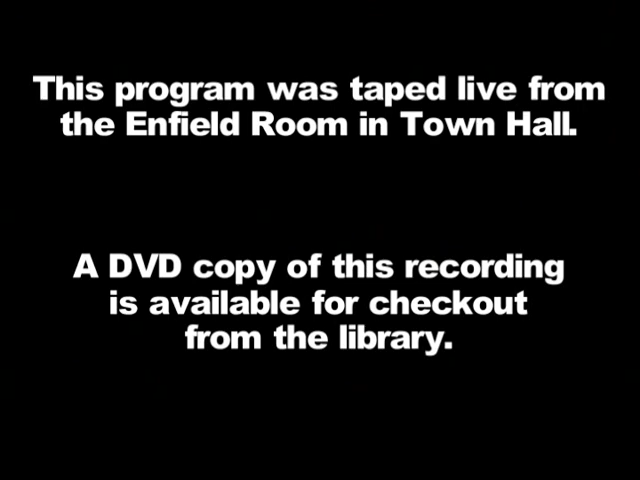 This program was taped live from
the Enfield Room in Town Hall.
A DVD copy of this recording
is available for checkout
from the library.